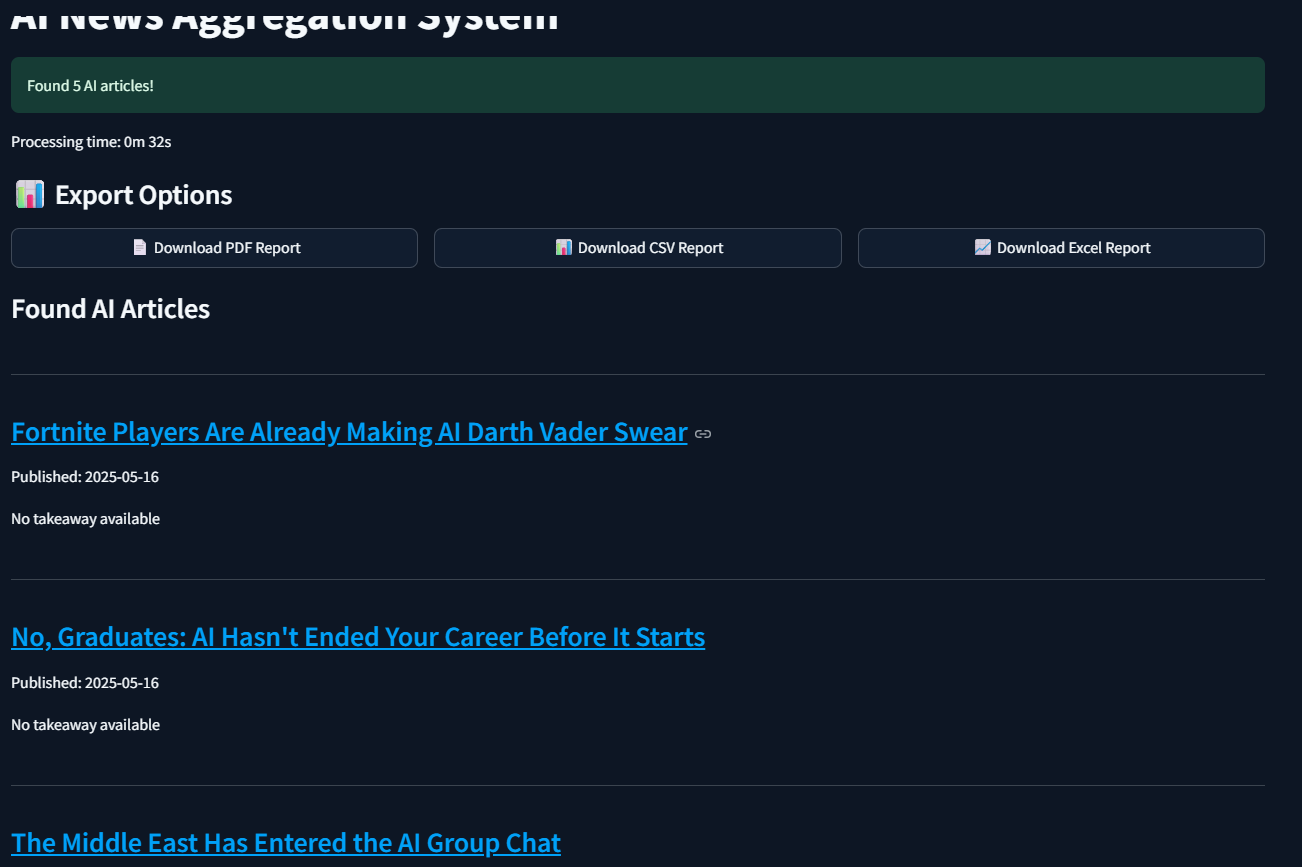 AI News Aggregation System
Found 5 AI articles!
Processing time: 0m 32s
📊 Export Options
📄 Download PDF Report
📊 Download CSV Report
📈 Download Excel Report
Found AI Articles
Fortnite Players Are Already Making AI Darth Vader Swear
Published: 2025-05-16
No takeaway available
No, Graduates: AI Hasn't Ended Your Career Before It Starts
Published: 2025-05-16
No takeaway available
The Middle East Has Entered the AI Group Chat